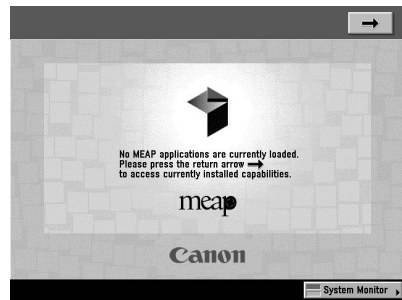 No MEAP applications are currently loaded.
Please press the return arrow ➞
to access currently installed capabilities.
meap
Canon
System Monitor